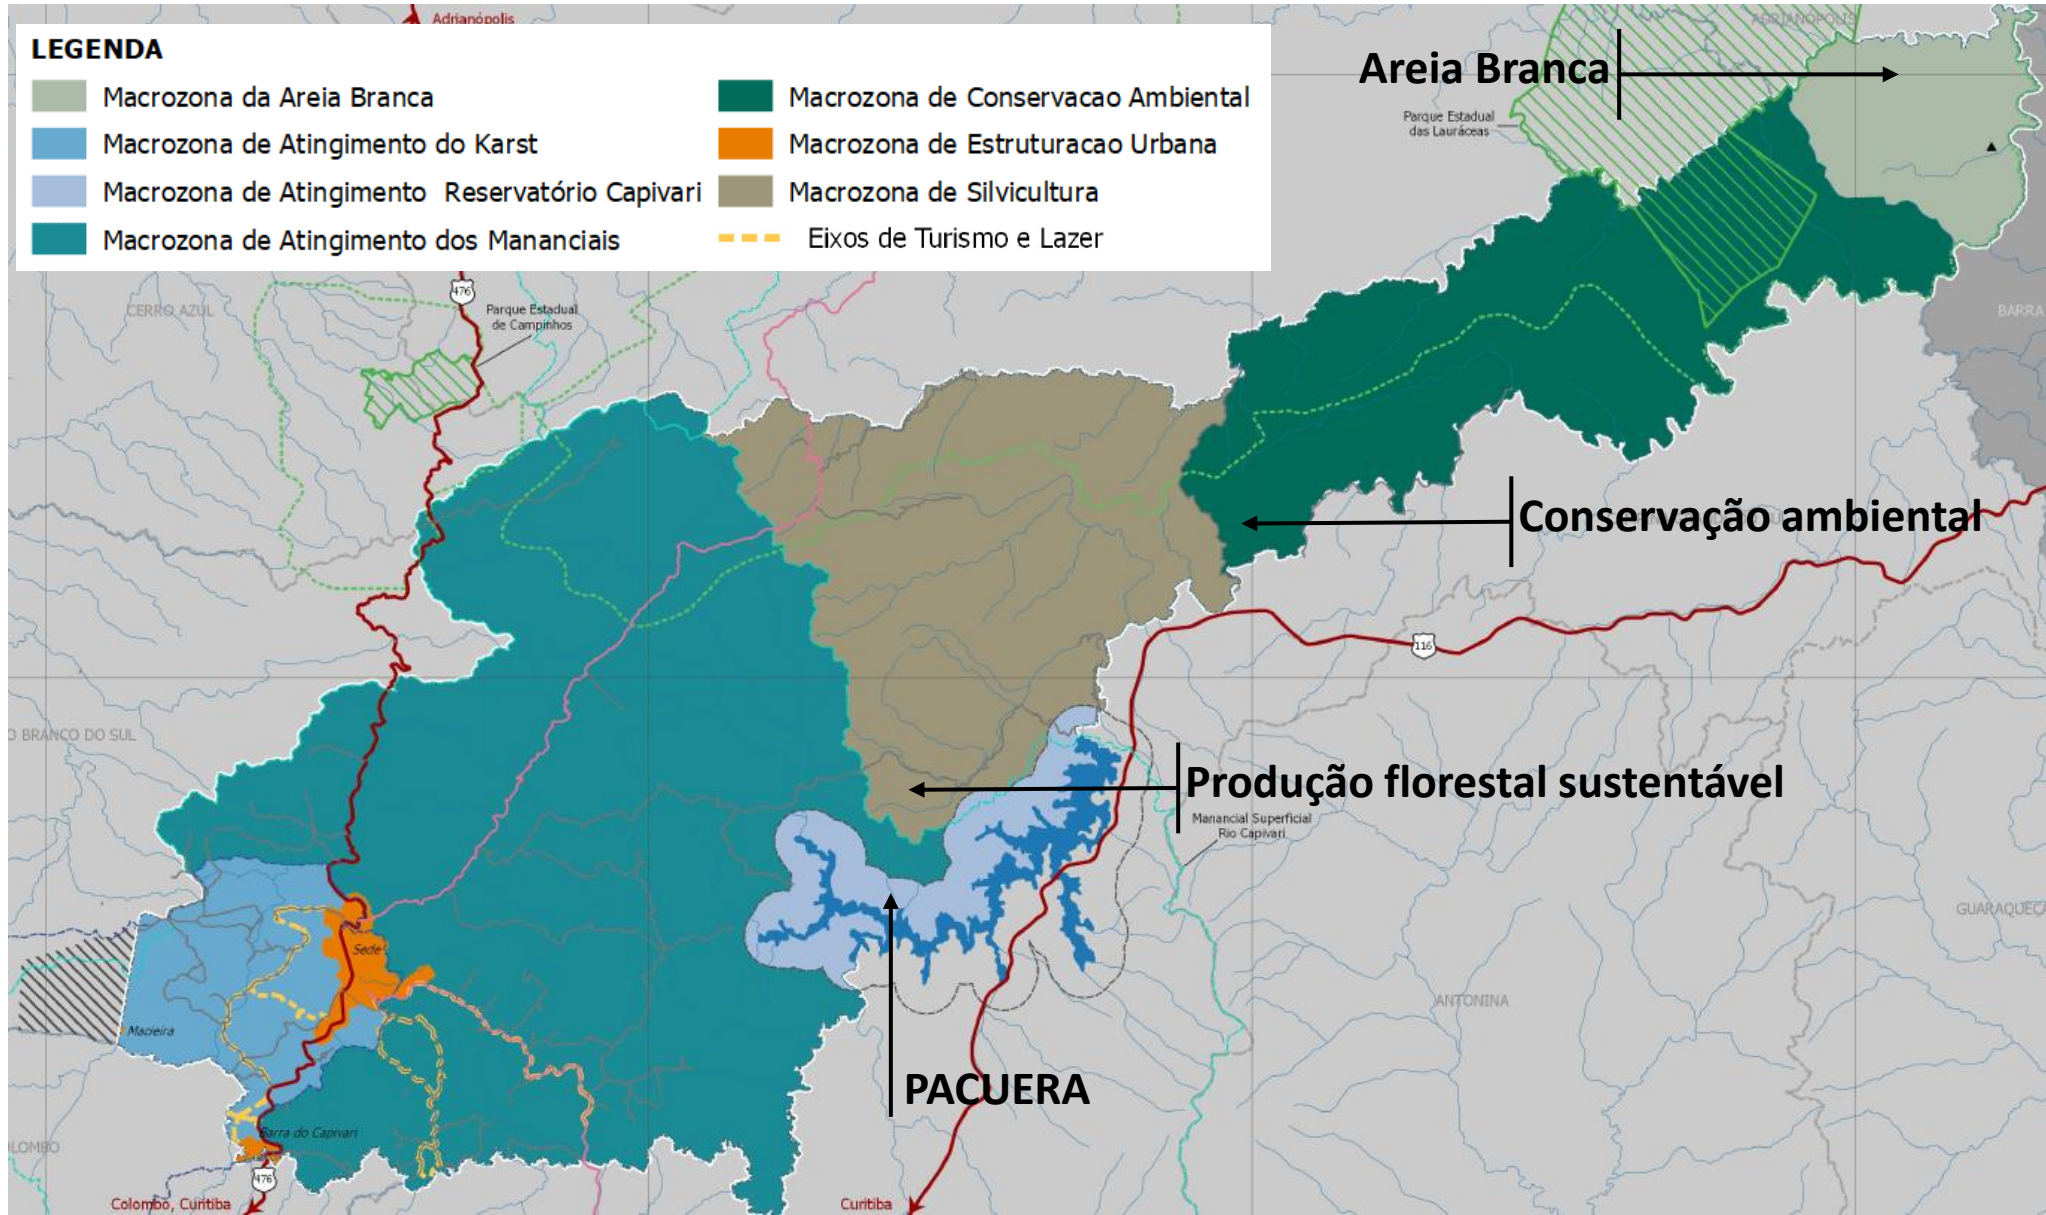 Adrianópolis
ADRIANÓPOLIS
LEGENDA
Macrozona da Areia Branca
Macrozona de Atingimento do Karst
Macrozona de Atingimento Reservatório Capivari
Macrozona de Atingimento dos Mananciais
Macrozona de Conservacao Ambiental
Macrozona de Estruturacao Urbana
Macrozona de Silvicultura
Eixos de Turismo e Lazer
Areia Branca
Parque Estadual
das Lauráceas
476
Parque Estadual
de Campinhos
CERRO AZUL
BARRA
Conservação ambiental
116
O BRANCO DO SUL
Produção florestal sustentável
Manancial Superficial
Rio Capivari
GUARAQUEÇ
Sede
ANTONINA
Macieira
PACUERA
Barra do Capivari
OLOMBO
476
Colombo, Curitiba
Curitiba